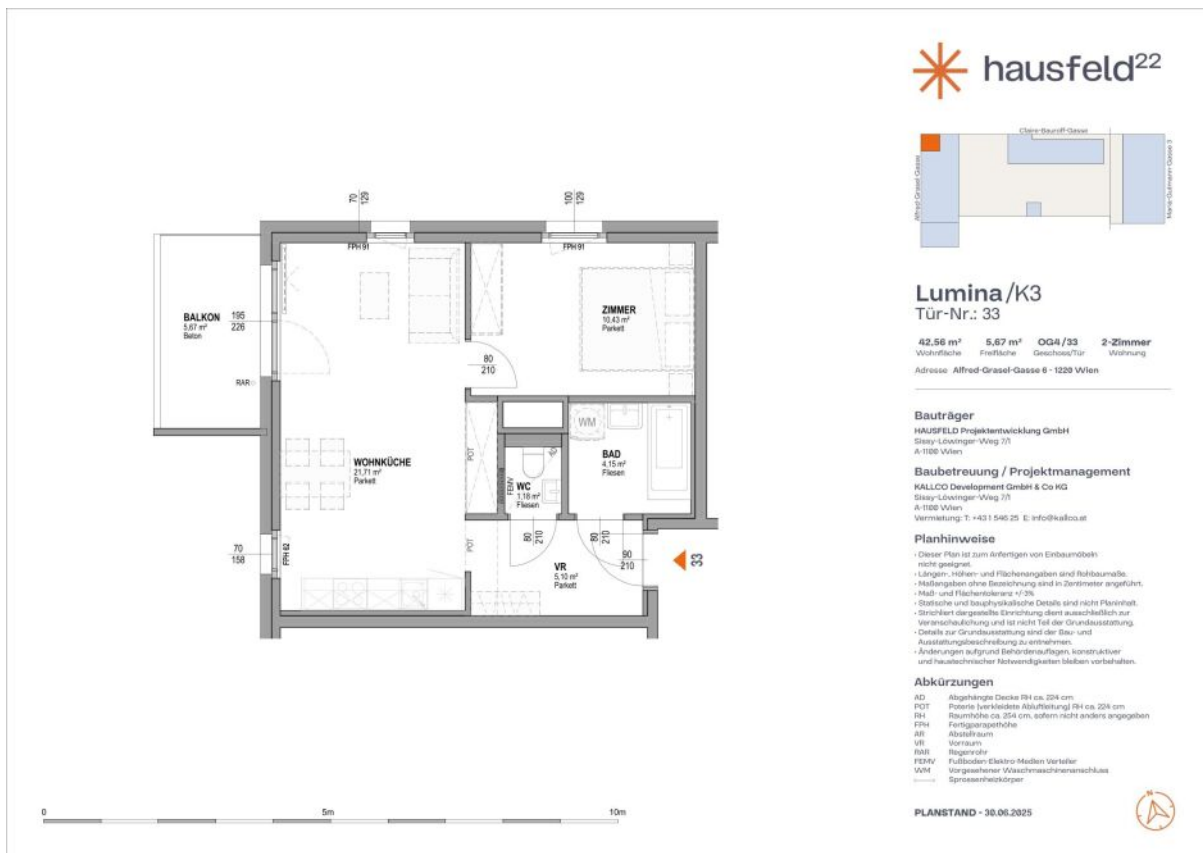 hausfeld²²
Claire-Bauroff-Gasse
Alfred-Grasel-Gasse
Maria-Gutmann-Gasse 3
Lumina/K3
Tür-Nr.: 33
42,56 m² 5,67 m² OG4/33 2-Zimmer
Wohnfläche Freifläche Geschoss/Tür Wohnung
Adresse Alfred-Grasel-Gasse 6 - 1220 Wien
Bauträger
HAUSFELD Projektentwicklung GmbH
Sissy-Löwinger-Weg 7/1
A-1100 Wien
Baubetreuung / Projektmanagement
KALLCO Development GmbH & Co KG
Sissy-Löwinger-Weg 7/1
A-1100 Wien
Vermietung: T: +43 1 546 25 E: info@kallco.at
Planhinweise
- Dieser Plan ist zum Anfertigen von Einbaumöbeln
nicht geeignet.
- Längen-, Höhen- und Flächenangaben sind Rohbaumaße.
- Maßangaben ohne Bezeichnung sind in Zentimeter angeführt.
- Maß- und Flächentoleranz +/-3%
- Statische und bauphysikalische Details sind nicht Planinhalt.
- Strichliert dargestellte Einrichtung dient ausschließlich zur
Veranschaulichung und ist nicht Teil der Grundausstattung.
- Details zur Grundausstattung sind der Bau- und
Ausstattungsbeschreibung zu entnehmen.
- Änderungen aufgrund Behördenauflagen, konstruktiver
und haustechnischer Notwendigkeiten bleiben vorbehalten.
Abkürzungen
AD Abgehängte Decke RH ca. 224 cm
POT Poterie (verkleidete Abluftleitung) RH ca. 224 cm
RH Raumhöhe ca. 254 cm, sofern nicht anders angegeben
FPH Fertigparapethöhe
AR Abstellraum
VR Vorraum
RAR Regenrohr
FEMV Fußboden-Elektro-Medien Verteiler
WM Vorgesehener Waschmaschinenanschluss
Sprossenheizkörper
PLANSTAND - 30.06.2025
N
70
129
100
129
FPH 91
FPH 91
BALKON
5,67 m²
Beton
195
226
RAR
ZIMMER
10,43 m²
Parkett
80
210
WM
BAD
4,15 m²
Fliesen
POT
AD
FEMV
WC
1,18 m²
Fliesen
WOHNKÜCHE
21,71 m²
Parkett
70
158
FPH 62
POT
80
210
80
210
90
210
33
VR
5,10 m²
Parkett
0 5m 10m